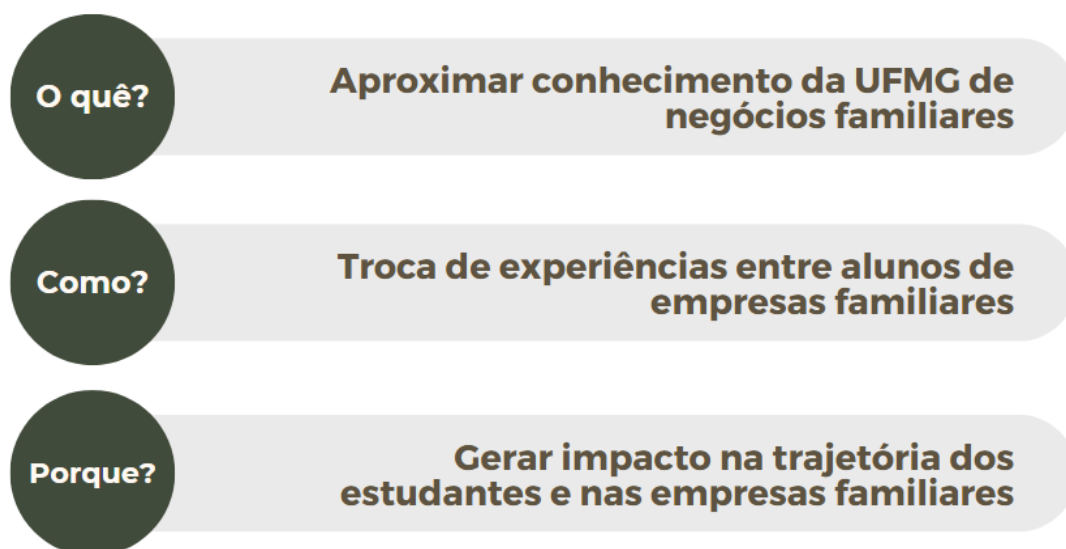 O quê?
Aproximar conhecimento da UFMG de
negócios familiares
Como?
Troca de experiências entre alunos de
empresas familiares
Porque?
Gerar impacto na trajetória dos
estudantes e nas empresas familiares